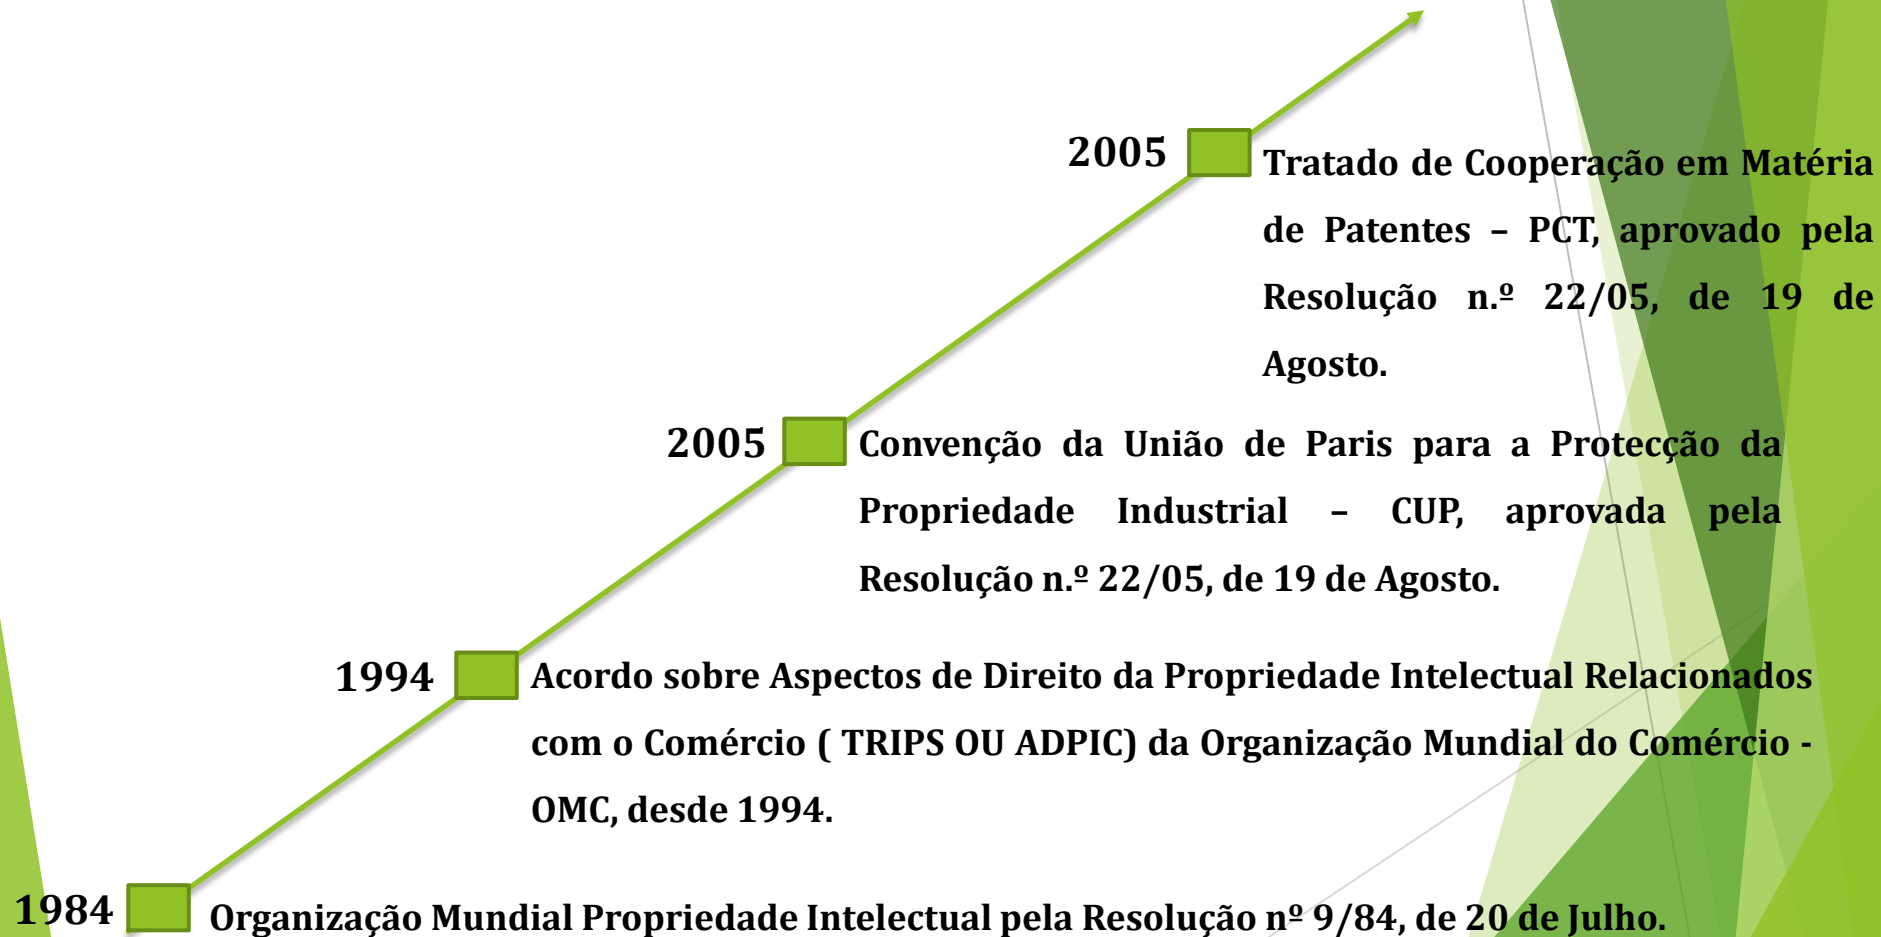 2005
Tratado de Cooperação em Matéria
de Patentes – PCT, aprovado pela
Resolução n.º 22/05, de 19 de
Agosto.
2005
Convenção da União de Paris para a Protecção da
Propriedade Industrial – CUP, aprovada pela
Resolução n.º 22/05, de 19 de Agosto.
1994
Acordo sobre Aspectos de Direito da Propriedade Intelectual Relacionados
com o Comércio ( TRIPS OU ADPIC) da Organização Mundial do Comércio -
OMC, desde 1994.
1984
Organização Mundial Propriedade Intelectual pela Resolução nº 9/84, de 20 de Julho.